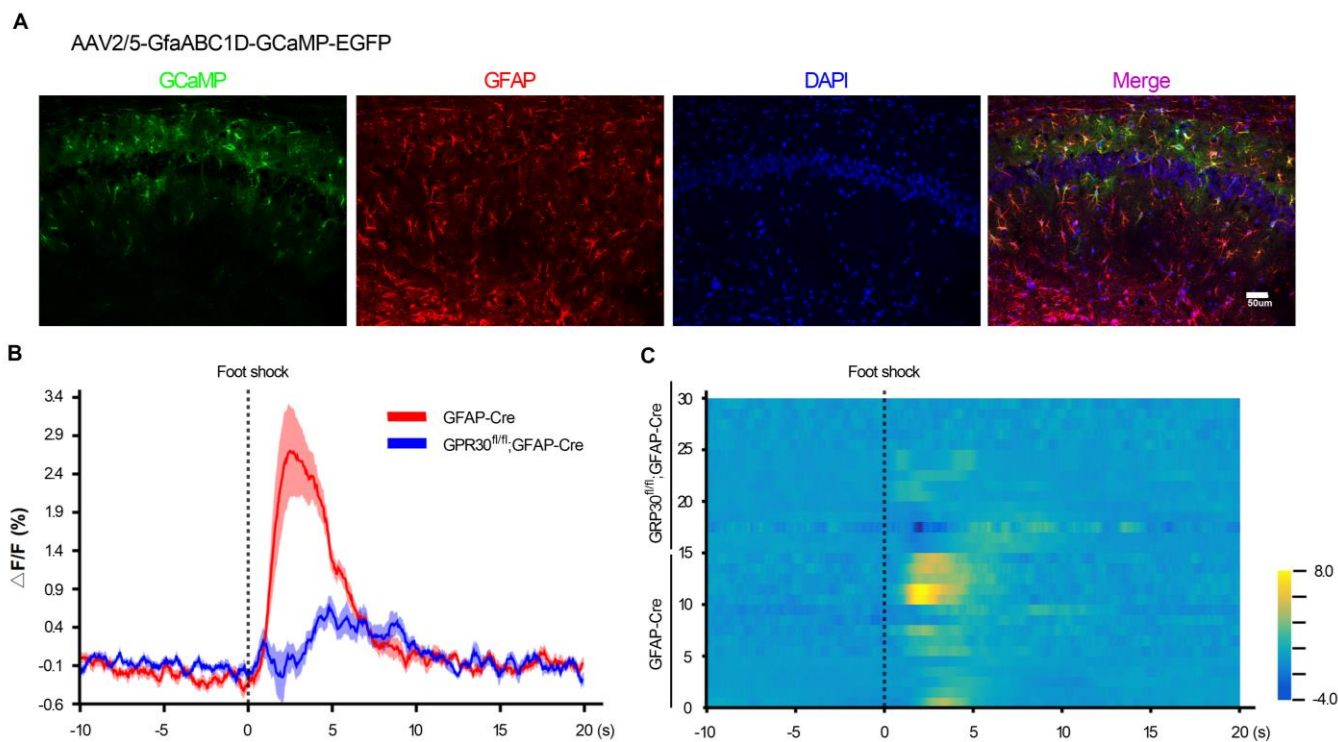 A
AAV2/5-GfaABC1D-GCaMP-EGFP
GCaMP
GFAP
DAPI
Merge
50um
B
Foot shock
3.4
2.9
2.4
1.9
1.4
0.9
0.4
-0.1
-0.6
△F/F (%)
GFAP-Cre
GPR30fl/fl;GFAP-Cre
-10
-5
0
5
10
15
20 (s)
C
Foot shock
30
25
20
15
10
5
0
GRP30fl/fl;GFAP-Cre
GFAP-Cre
-10
-5
0
5
10
15
20 (s)
8.0
-4.0